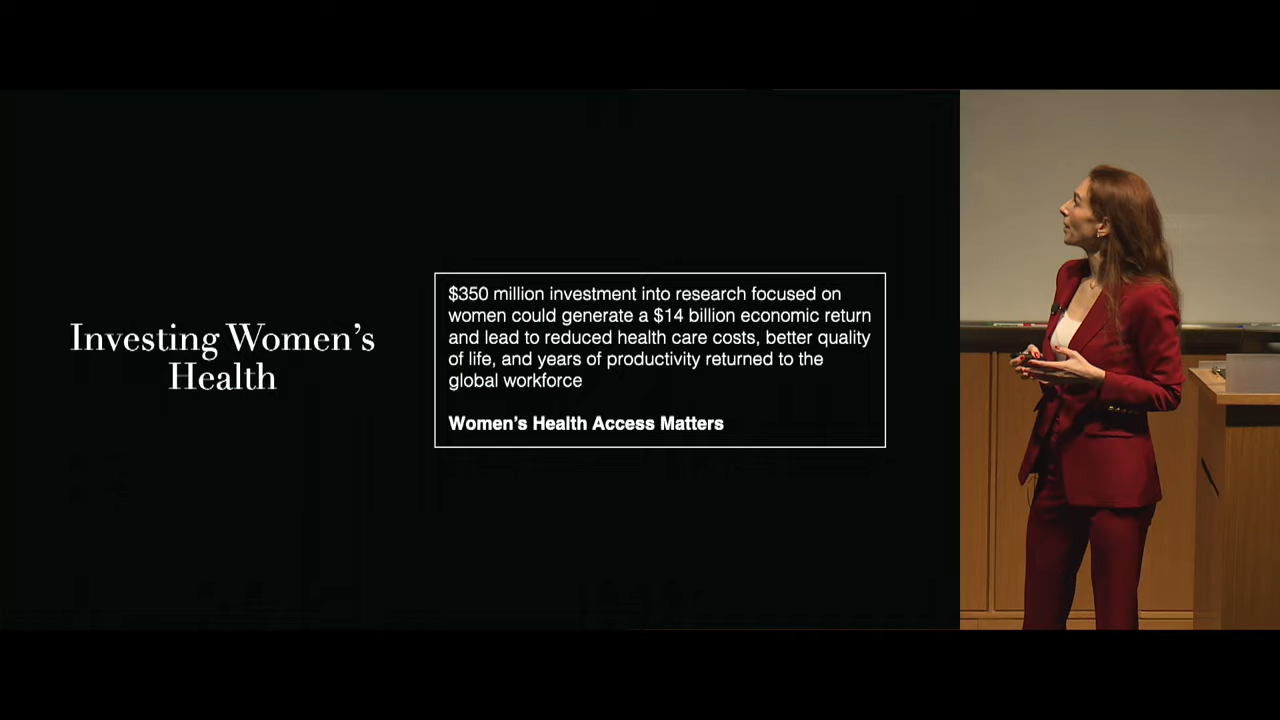 Investing Women's
Health
$350 million investment into research focused on
women could generate a $14 billion economic return
and lead to reduced health care costs, better quality
of life, and years of productivity returned to the
global workforce
Women's Health Access Matters